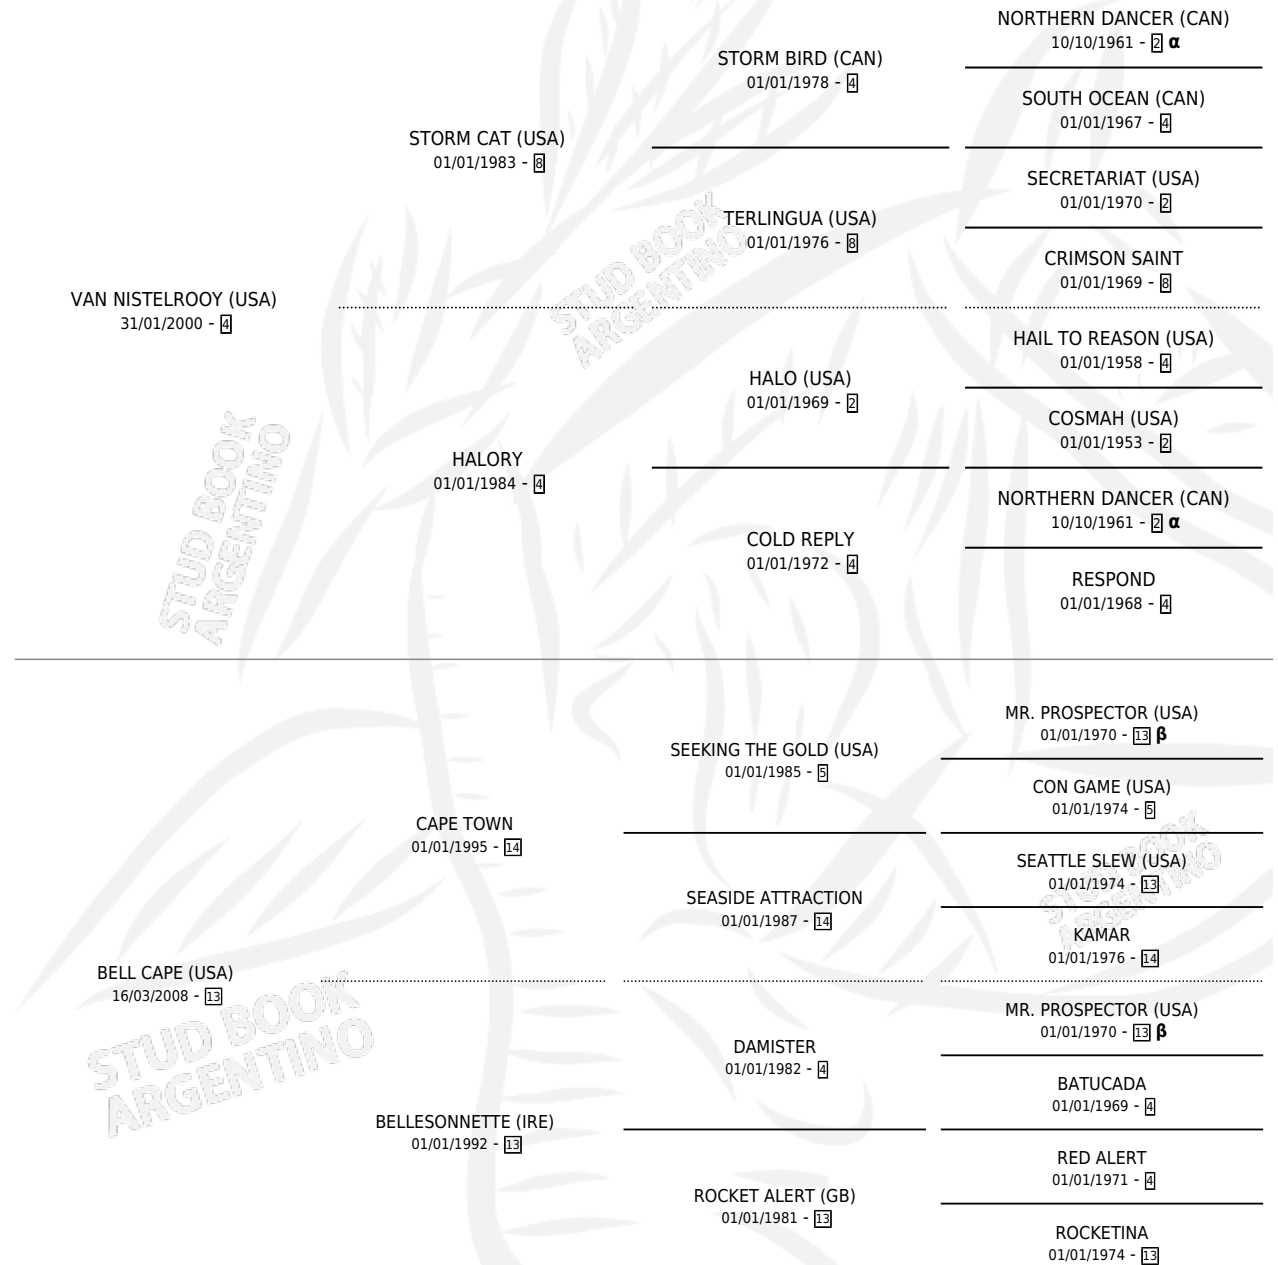 NORTHERN DANCER (CAN)
10/10/1961 - 2 α
STORM BIRD (CAN)
01/01/1978 - 4
SOUTH OCEAN (CAN)
01/01/1967 - 4
STORM CAT (USA)
01/01/1983 - 8
SECRETARIAT (USA)
01/01/1970 - 2
TERLINGUA (USA)
01/01/1976 - 8
CRIMSON SAINT
01/01/1969 - 8
VAN NISTELROOY (USA)
31/01/2000 - 4
HAIL TO REASON (USA)
01/01/1958 - 4
HALO (USA)
01/01/1969 - 2
COSMAH (USA)
01/01/1953 - 2
HALORY
01/01/1984 - 4
NORTHERN DANCER (CAN)
10/10/1961 - 2 α
COLD REPLY
01/01/1972 - 4
RESPOND
01/01/1968 - 4
MR. PROSPECTOR (USA)
01/01/1970 - 13 β
SEEKING THE GOLD (USA)
01/01/1985 - 5
CON GAME (USA)
01/01/1974 - 5
CAPE TOWN
01/01/1995 - 14
SEATTLE SLEW (USA)
01/01/1974 - 13
SEASIDE ATTRACTION
01/01/1987 - 14
KAMAR
01/01/1976 - 14
BELL CAPE (USA)
16/03/2008 - 13
MR. PROSPECTOR (USA)
01/01/1970 - 13 β
DAMISTER
01/01/1982 - 4
BATUCADA
01/01/1969 - 4
BELLESONNETTE (IRE)
01/01/1992 - 13
RED ALERT
01/01/1971 - 4
ROCKET ALERT (GB)
01/01/1981 - 13
ROCKETINA
01/01/1974 - 13
STUD BOOK
ARGENTINO
STUD BOOK
ARGENTINO
STUD BOOK
ARGENTINO
STUD BOOK
ARGENTINO